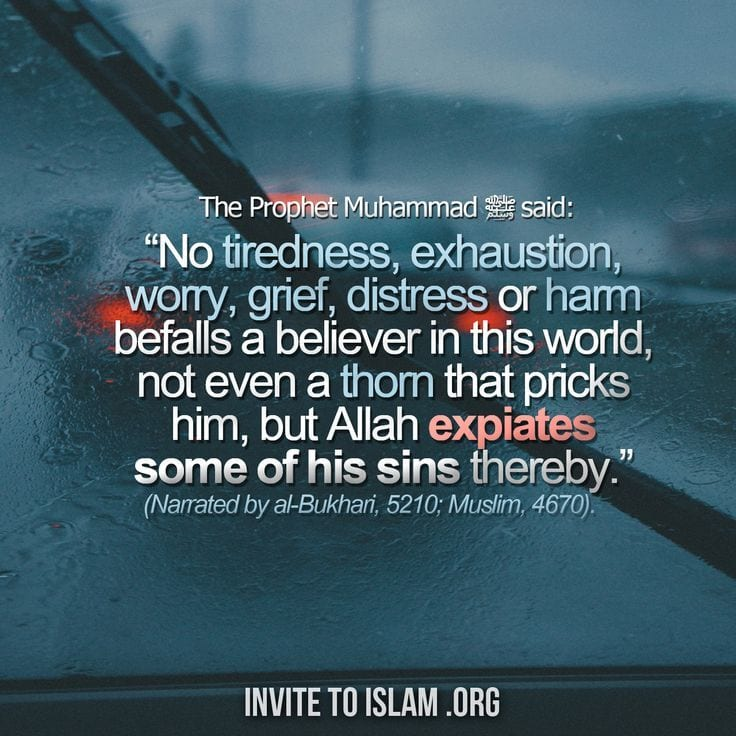 The Prophet Muhammad ﷺ said:
“No tiredness, exhaustion,
worry, grief, distress or harm
befalls a believer in this world,
not even a thorn that pricks
him, but Allah expiates
some of his sins thereby.”
(Narrated by al-Bukhari, 5210; Muslim, 4670).
INVITE TO ISLAM .ORG